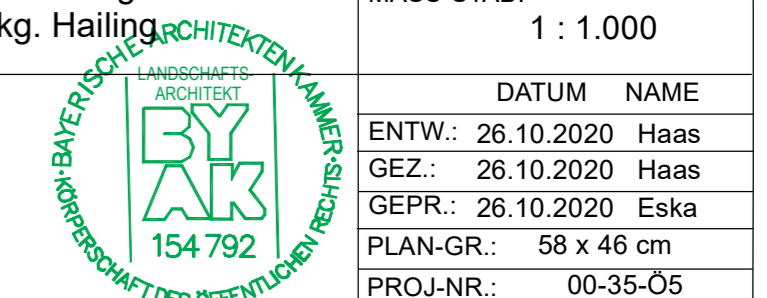 kg. Hailing
1 : 1.000
BAYERISCHE ARCHITEKTENKAMMER
LANDSCHAFTS-
ARCHITEKT
BY
AK
154 792
KÖRPERSCHAFT DES ÖFFENTLICHEN RECHTS
DATUM NAME
ENTW.: 26.10.2020 Haas
GEZ.: 26.10.2020 Haas
GEPR.: 26.10.2020 Eska
PLAN-GR.: 58 x 46 cm
PROJ-NR.: 00-35-Ö5